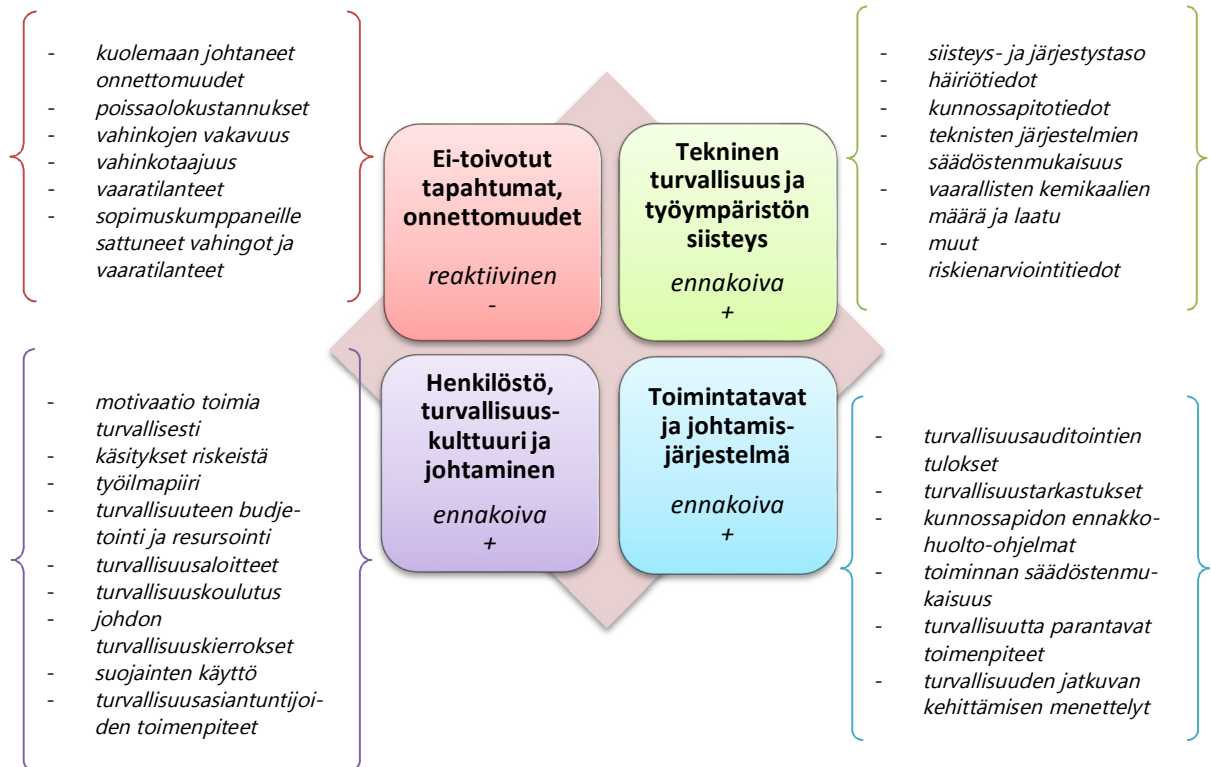 - kuolemaan johtaneet
onnettomuudet
- poissaolokustannukset
- vahinkojen vakavuus
- vahinkotaajuus
- vaaratilanteet
- sopimuskumppaneille
sattuneet vahingot ja
vaaratilanteet
Ei-toivotut
tapahtumat,
onnettomuudet
reaktiivinen
-
Tekninen
turvallisuus ja
työympäristön
siisteys
ennakoiva
+
- siisteys- ja järjestystaso
- häiriötiedot
- kunnossapitotiedot
- teknisten järjestelmien
säädöstenmukaisuus
- vaarallisten kemikaalien
määrä ja laatu
- muut
riskienarviointitiedot
- motivaatio toimia
turvallisesti
- käsitykset riskeistä
- työilmapiiri
- turvallisuuteen budje-
tointi ja resursointi
- turvallisuusaloitteet
- turvallisuuskoulutus
- johdon
turvallisuuskierrokset
- suojainten käyttö
- turvallisuusasiantuntijoi-
den toimenpiteet
Henkilöstö,
turvallisuus-
kulttuuri ja
johtaminen
ennakoiva
+
Toimintatavat
ja johtamis-
järjestelmä
ennakoiva
+
- turvallisuusauditointien
tulokset
- turvallisuustarkastukset
- kunnossapidon ennakko-
huolto-ohjelmat
- toiminnan säädöstenmu-
kaisuus
- turvallisuutta parantavat
toimenpiteet
- turvallisuuden jatkuvan
kehittämisen menettelyt